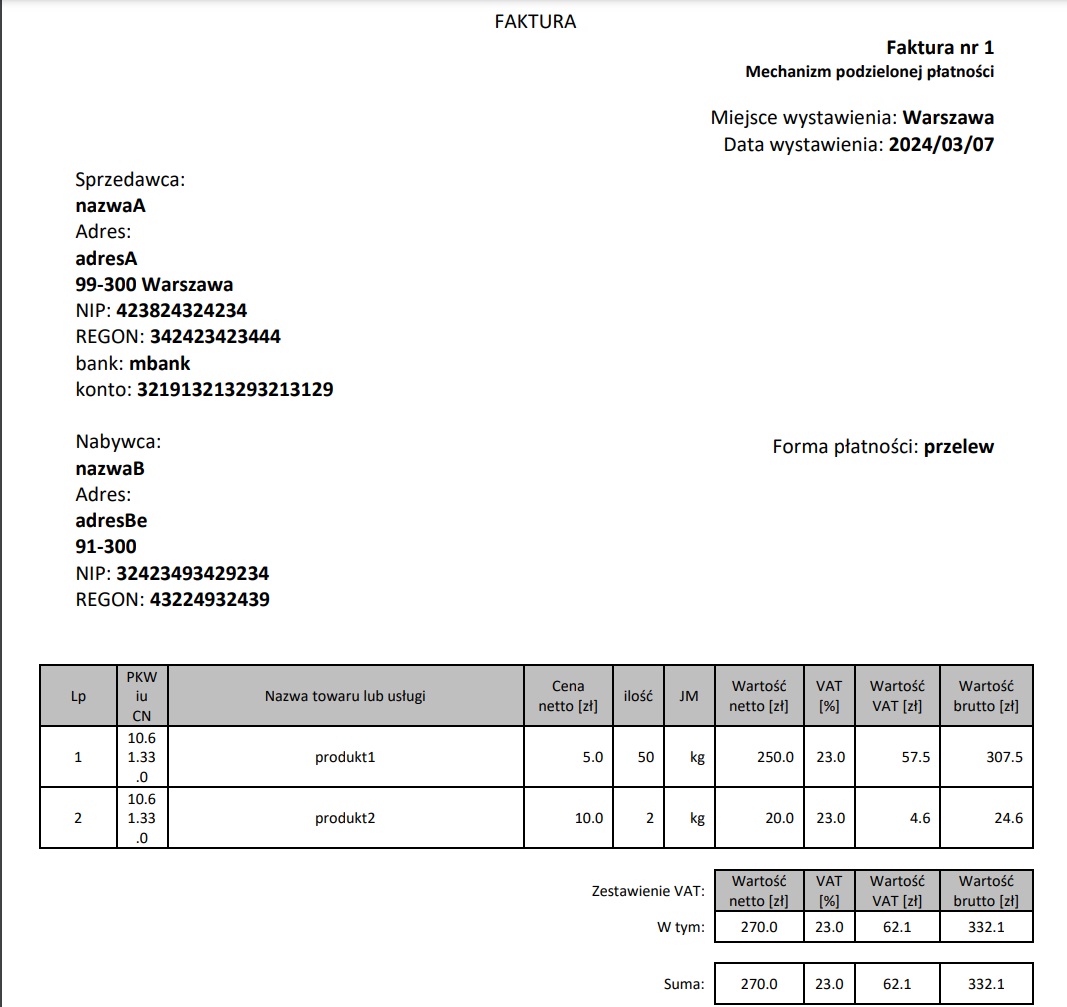 FAKTURA
Faktura nr 1
Mechanizm podzielonej płatności
Miejsce wystawienia: Warszawa
Data wystawienia: 2024/03/07
Sprzedawca:
nazwaA
Adres:
adresA
99-300 Warszawa
NIP: 423824324234
REGON: 342423423444
bank: mbank
konto: 321913213293213129
Nabywca:
Forma płatności: przelew
nazwaB
Adres:
adresBe
91-300
NIP: 32423493429234
REGON: 43224932439
Lp PKW iu CN Nazwa towaru lub usługi Cena netto [zł] ilość JM Wartość netto [zł] VAT [%] Wartość VAT [zł] Wartość brutto [zł]
1 10.6 1.33 .0 produkt1 5.0 50 kg 250.0 23.0 57.5 307.5
2 10.6 1.33 .0 produkt2 10.0 2 kg 20.0 23.0 4.6 24.6
Zestawienie VAT: Wartość netto [zł] VAT [%] Wartość VAT [zł] Wartość brutto [zł]
W tym: 270.0 23.0 62.1 332.1
Suma: 270.0 23.0 62.1 332.1